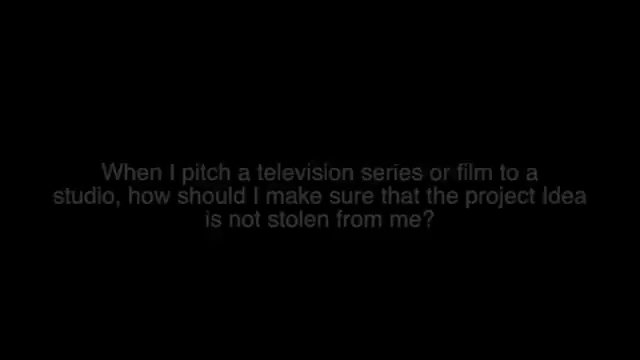 When I pitch a television series or film to a
studio, how should I make sure that the project Idea
is not stolen from me?